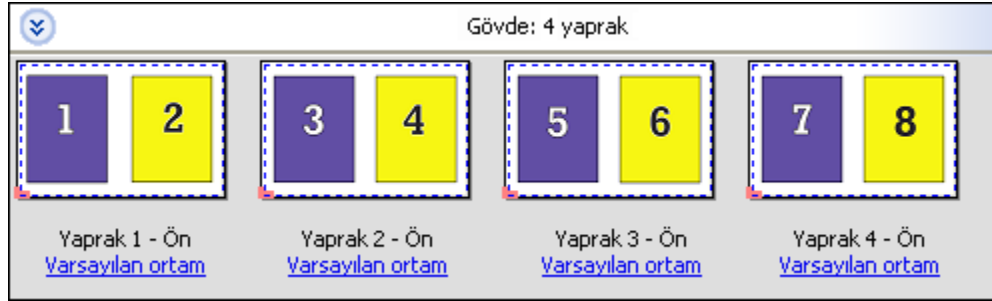 Gövde: 4 yaprak
1 2 3 4 5 6 7 8
Yaprak 1 - Ön Yaprak 2 - Ön Yaprak 3 - Ön Yaprak 4 - Ön
Varsayılan ortam Varsayılan ortam Varsayılan ortam Varsayılan ortam